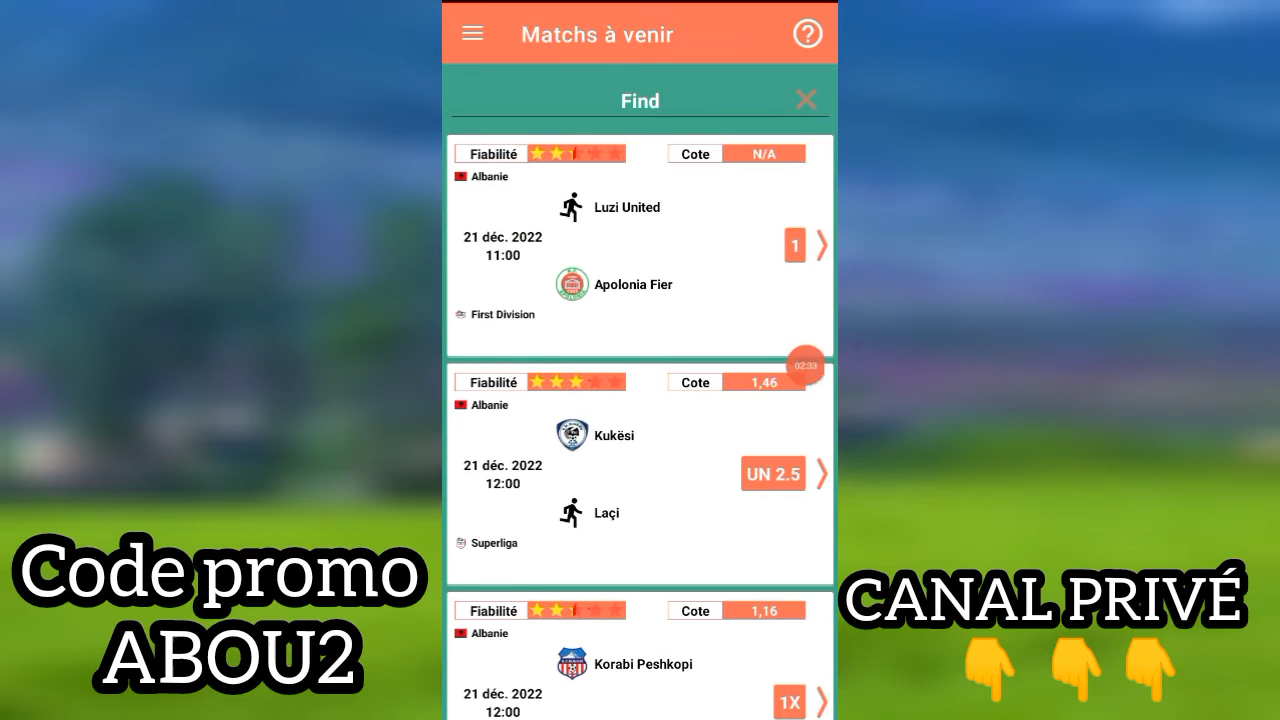 Matchs à venir
Find
Fiabilité
Cote N/A
Albanie
Luzi United
21 déc. 2022
11:00
1
Apolonia Fier
First Division
02:33
Fiabilité
Cote 1,46
Albanie
Kukësi
21 déc. 2022
12:00
UN 2.5
Laçi
Superliga
Fiabilité
Cote 1,16
Albanie
Korabi Peshkopi
21 déc. 2022
12:00
1X
Code promo
ABOU2
CANAL PRIVÉ